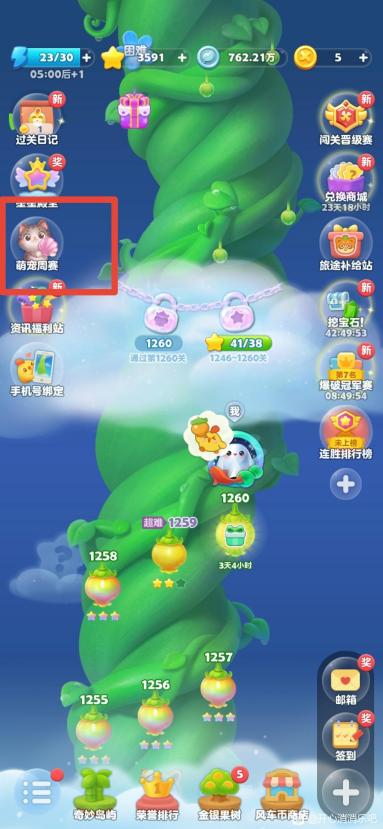 23/30
困难
3591
762.21万
5
05:00后+1
新
过关日记
1
新
闯关晋级赛
奖
星星殿堂
新
兑换商城
23天18小时
萌宠周赛
旅途补给站
新
资讯福利站
新
挖宝石!
42:49:53
1260
通过第1260关
41/38
1246~1260关
手机号绑定
新
第7名
爆破冠军赛
08:49:54
我
未上榜
连胜排行榜
1260
超难 1259
3天4小时
1258
1257
1256
1255
奖
邮箱
奖
签到
奇妙岛屿
1
荣誉排行
5
金银果树
风车币商店
@开心消消乐吧